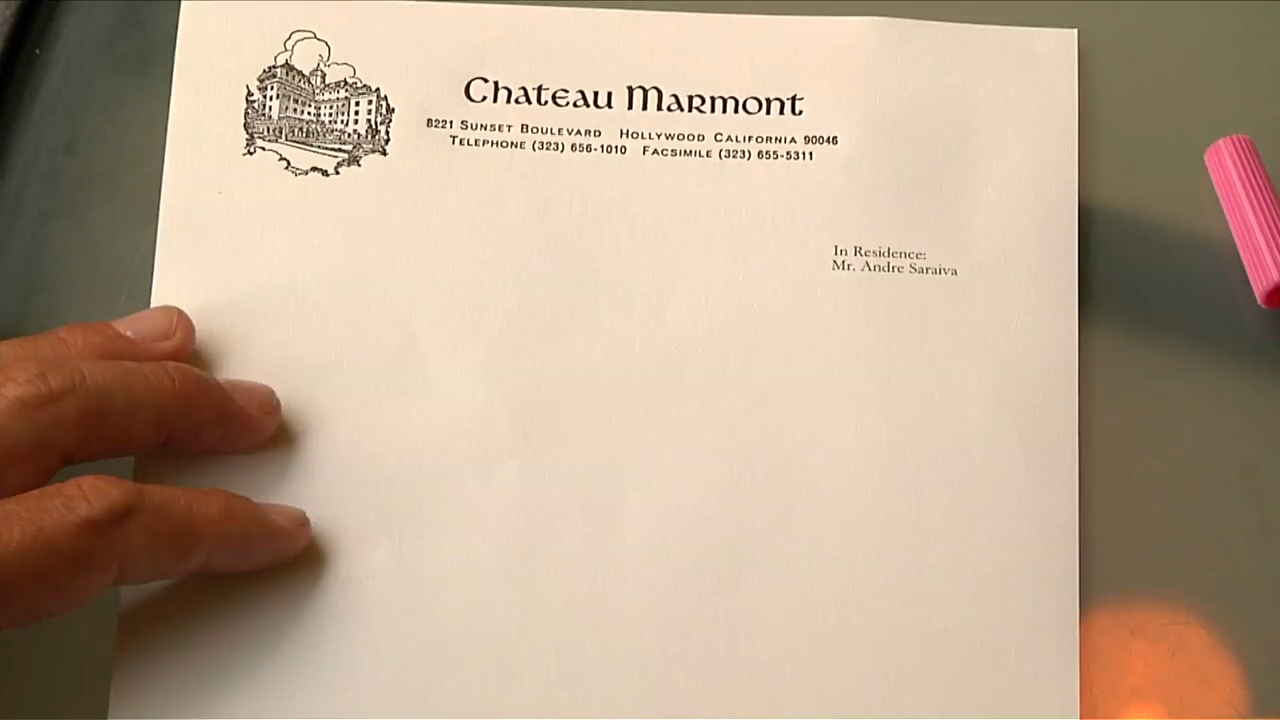 Chateau Marmont
8221 Sunset Boulevard Hollywood California 90046
Telephone (323) 656-1010 Facsimile (323) 655-5311
In Residence:
Mr. Andre Saraiva